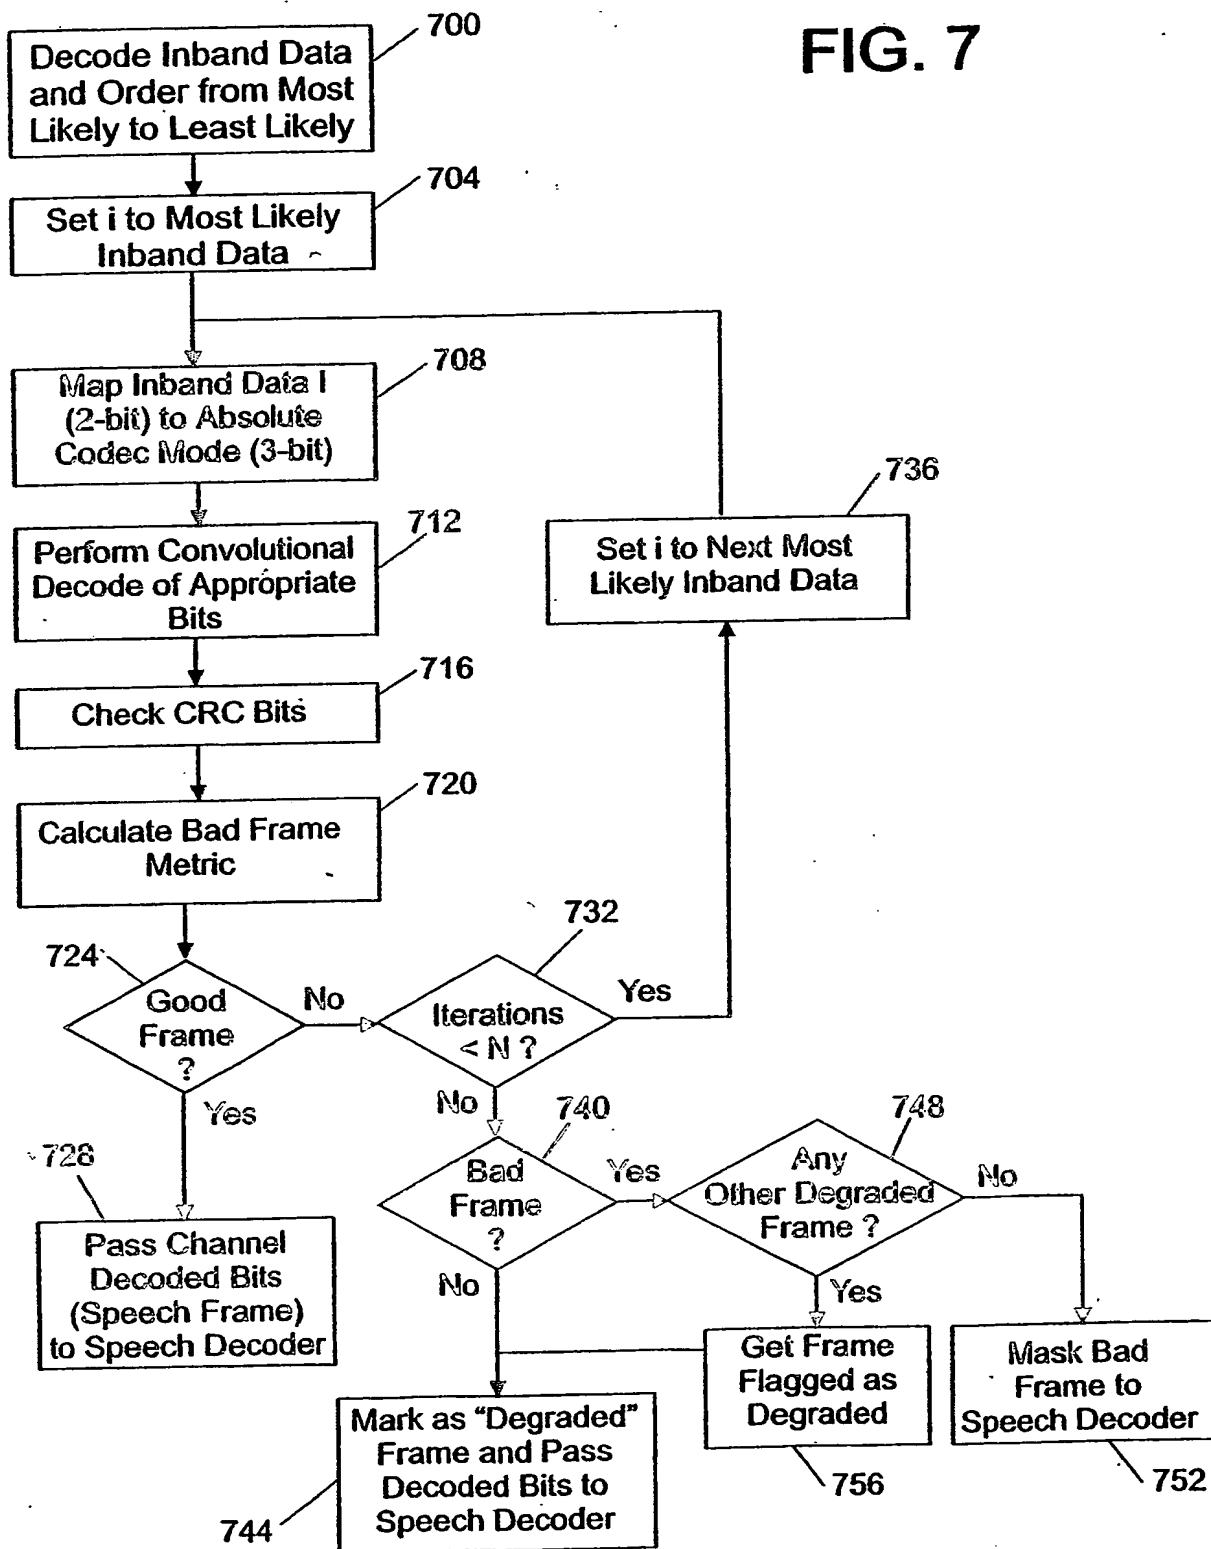 FIG. 7
700
Decode Inband Data
and Order from Most
Likely to Least Likely
704
Set i to Most Likely
Inband Data
708
Map Inband Data I
(2-bit) to Absolute
Codec Mode (3-bit)
712
Perform Convolutional
Decode of Appropriate
Bits
716
Check CRC Bits
720
Calculate Bad Frame
Metric
724
Good
Frame
?
No
Yes
728
Pass Channel
Decoded Bits
(Speech Frame)
to Speech Decoder
732
Iterations
< N ?
Yes
No
736
Set i to Next Most
Likely Inband Data
740
Bad
Frame
?
Yes
No
748
Any
Other Degraded
Frame ?
No
Yes
Get Frame
Flagged as
Degraded
756
Mask Bad
Frame to
Speech Decoder
752
Mark as “Degraded”
Frame and Pass
Decoded Bits to
Speech Decoder
744